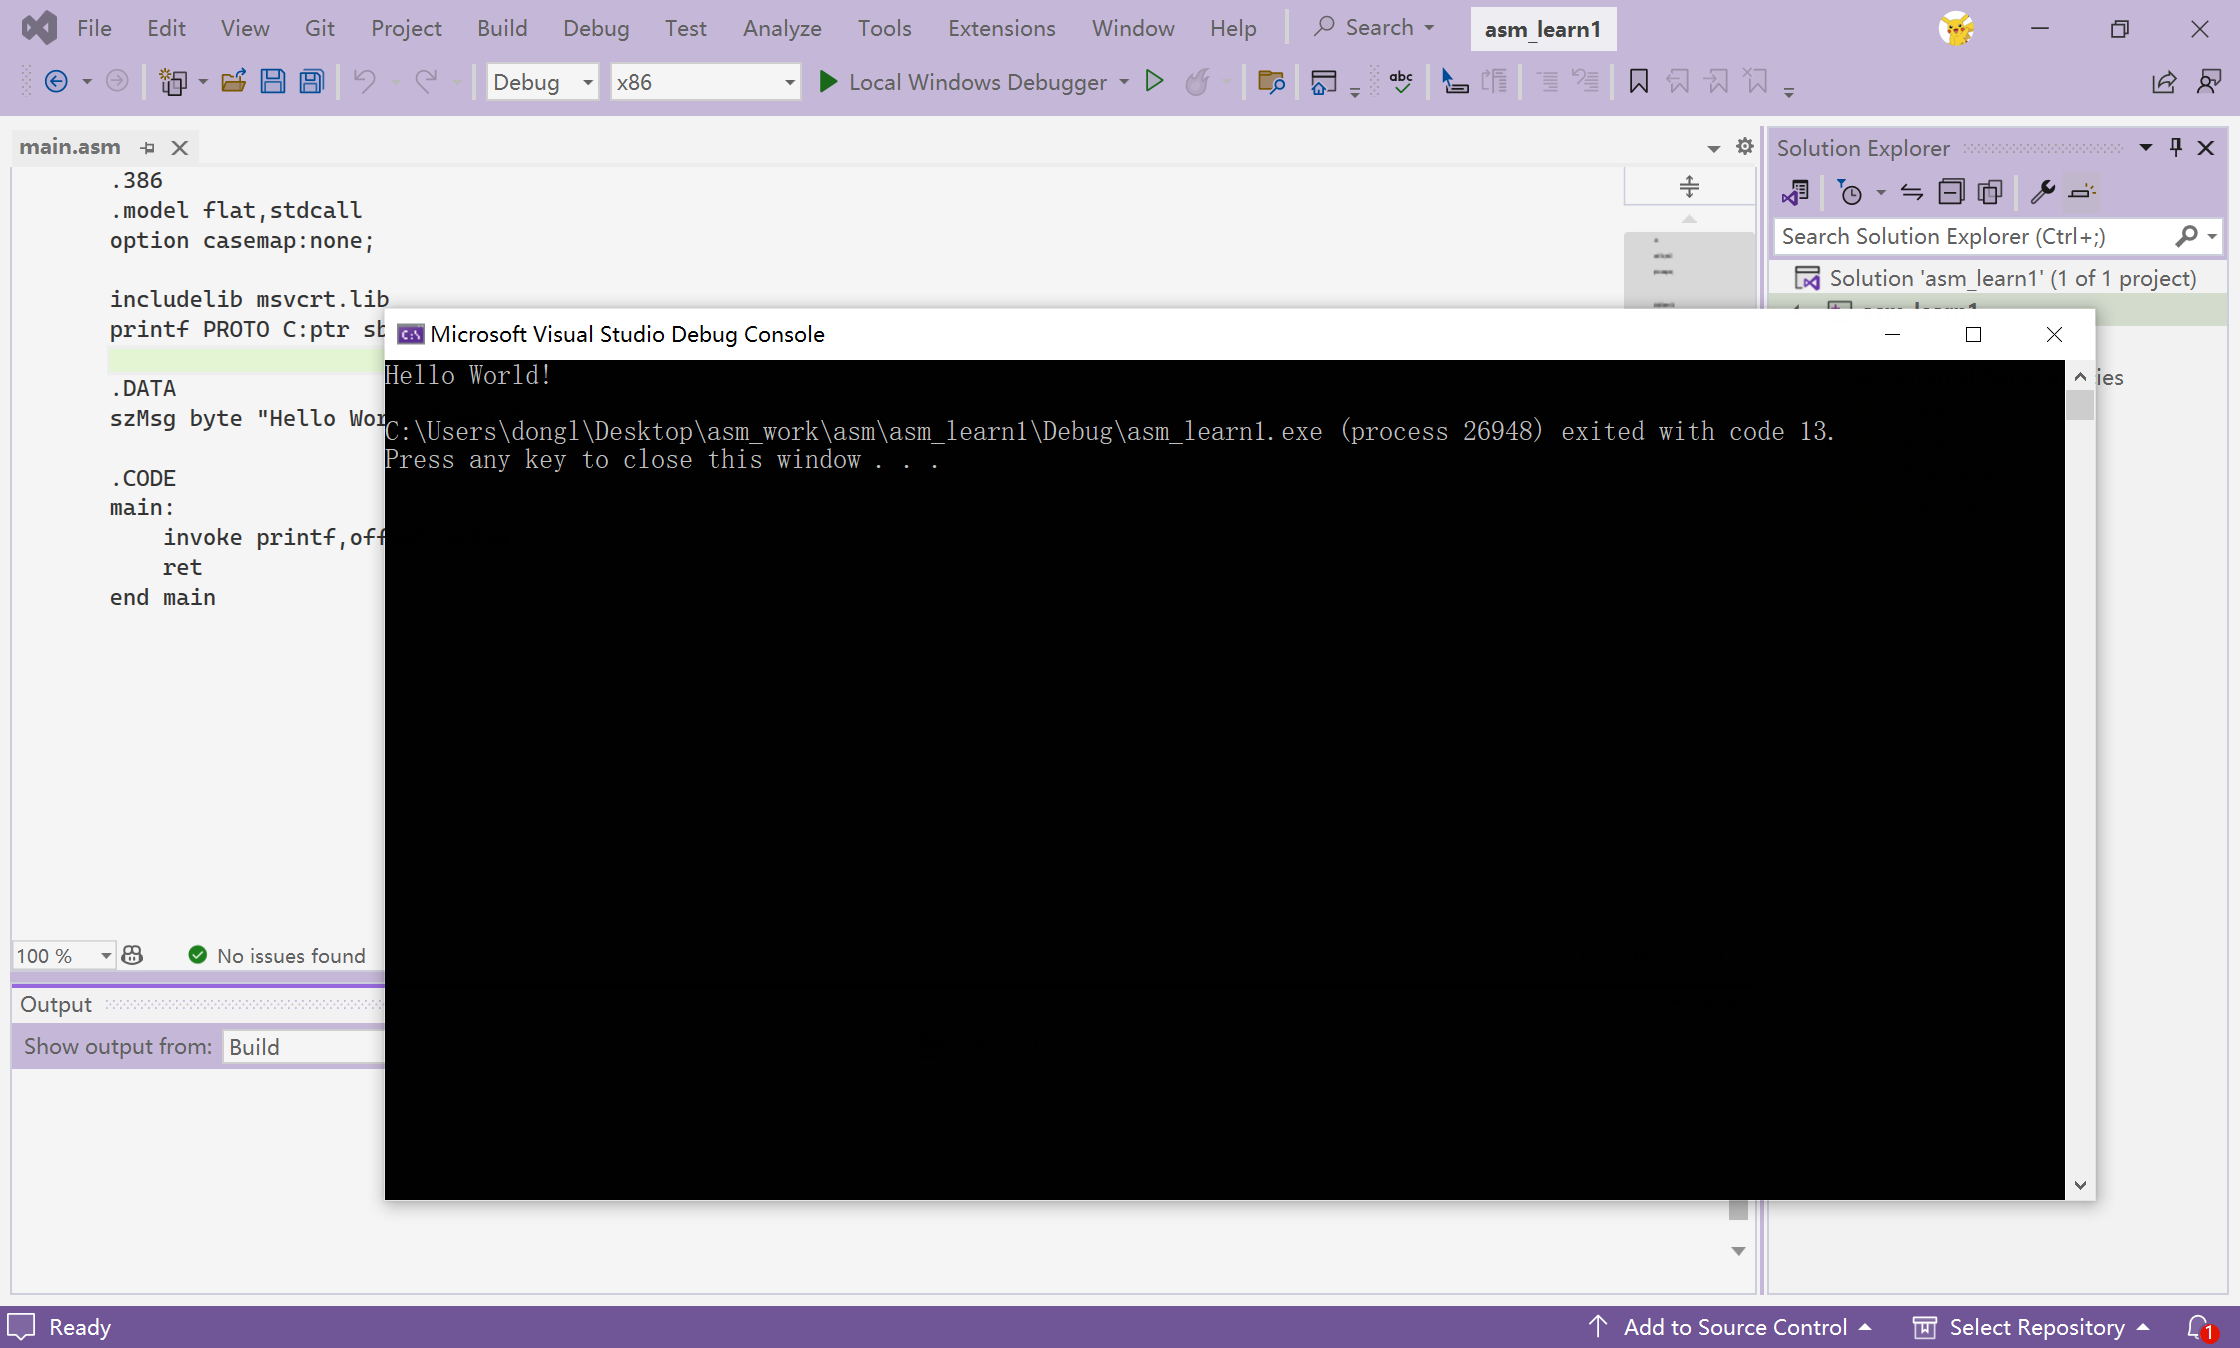 File Edit View Git Project Build Debug Test Analyze Tools Extensions Window Help Search asm_learn1
Debug x86 Local Windows Debugger abc
main.asm
.386
.model flat,stdcall
option casemap:none;
includelib msvcrt.lib
printf PROTO C:ptr sb
.DATA
szMsg byte "Hello Wor
.CODE
main:
invoke printf,off
ret
end main
100 % No issues found
Output
Show output from: Build
Solution Explorer
Search Solution Explorer (Ctrl+;)
Solution 'asm_learn1' (1 of 1 project)
asm_learn1
ies
C:\ Microsoft Visual Studio Debug Console
Hello World!
C:\Users\dongl\Desktop\asm_work\asm\asm_learn1\Debug\asm_learn1.exe (process 26948) exited with code 13.
Press any key to close this window . . .
Ready Add to Source Control Select Repository 1